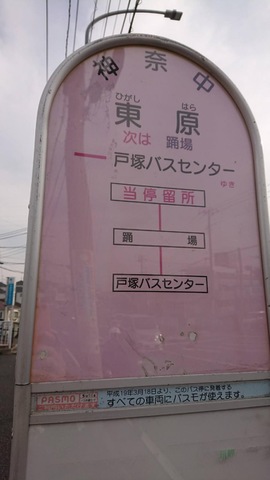 神奈中
ひがし はら
東原
次は 踊場
戸塚バスセンター
ゆき
当停留所
踊場
戸塚バスセンター
PASMO
平成19年3月18日より、このバス停に発着する
すべての車両にパスモが使えます。